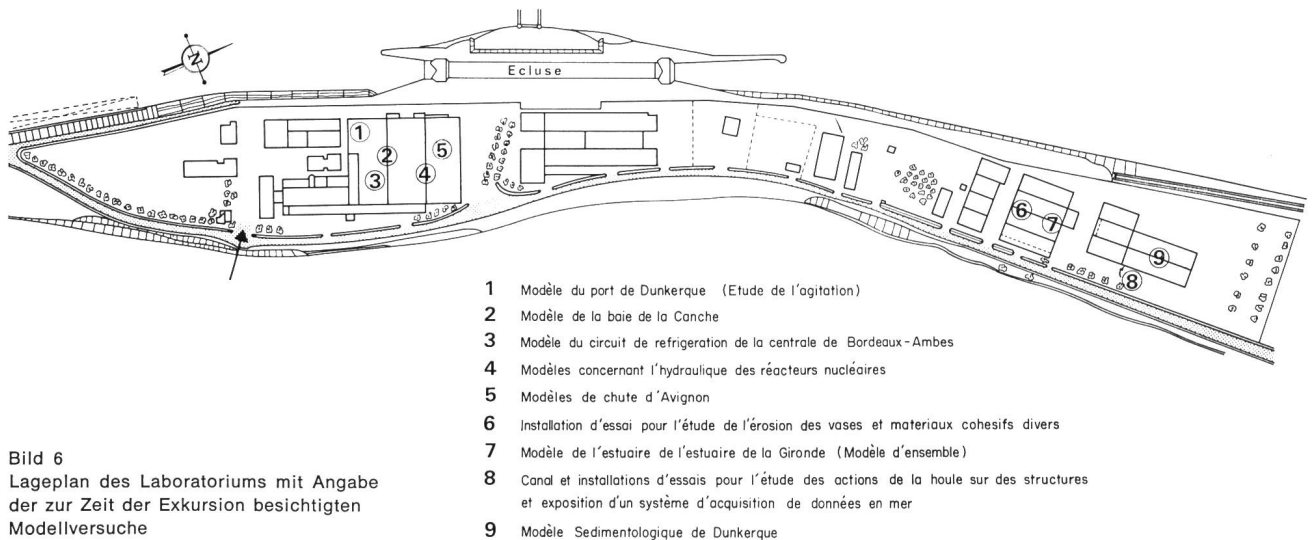 N
Ecluse
1
2
3
4
5
6
7
8
9
1 Modèle du port de Dunkerque (Etude de l'agitation)
2 Modèle de la baie de la Canche
3 Modèle du circuit de refrigeration de la centrale de Bordeaux-Ambes
4 Modèles concernant l'hydraulique des réacteurs nucléaires
5 Modèles de chute d'Avignon
6 Installation d'essai pour l'étude de l'érosion des vases et materiaux cohesifs divers
7 Modèle de l'estuaire de l'estuaire de la Gironde (Modèle d'ensemble)
8 Canal et installations d'essais pour l'étude des actions de la houle sur des structures
et exposition d'un système d'acquisition de données en mer
9 Modèle Sedimentologique de Dunkerque
Bild 6
Lageplan des Laboratoriums mit Angabe
der zur Zeit der Exkursion besichtigten
Modellversuche